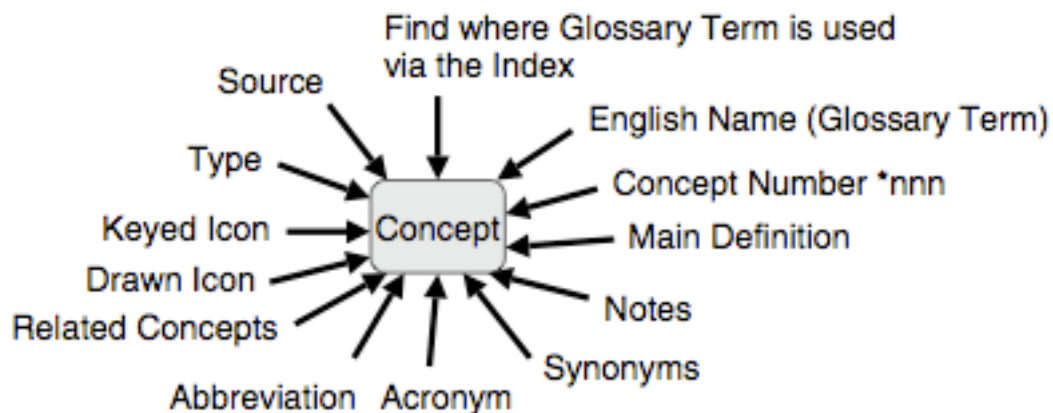 Find where Glossary Term is used
via the Index
Source
English Name (Glossary Term)
Type
Concept Number *nnn
Keyed Icon
Concept
Main Definition
Drawn Icon
Notes
Related Concepts
Synonyms
Abbreviation
Acronym